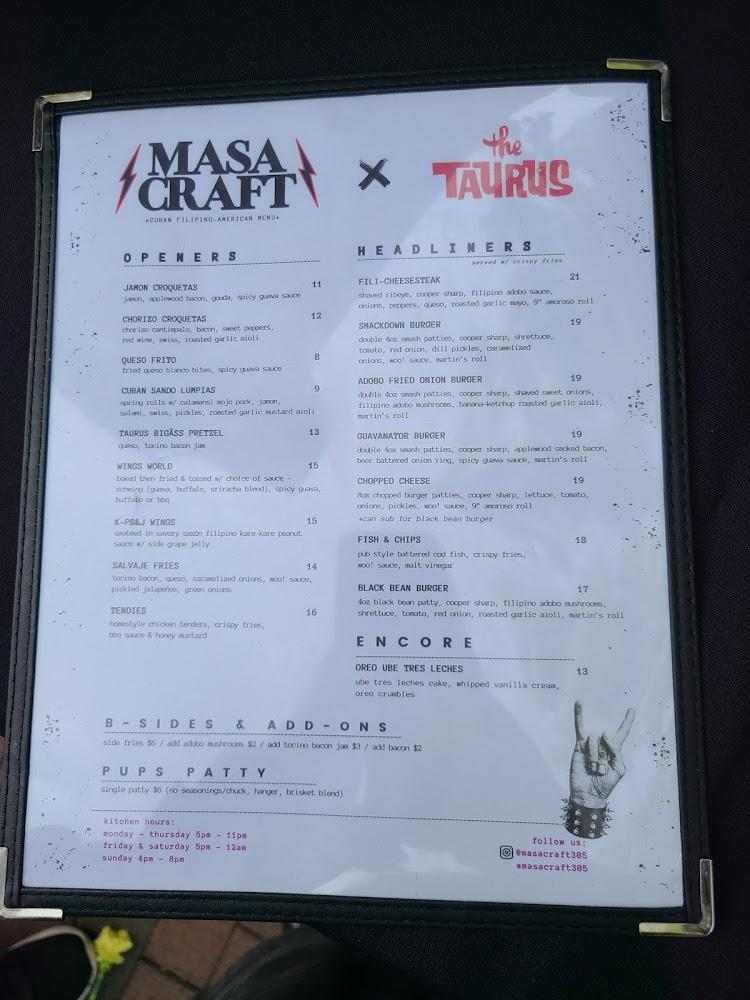 MASA
CRAFT
★CUBAN FILIPINO-AMERICAN MENU★
X
the
TAURUS
OPENERS
JAMON CROQUETAS 11
jamon, applewood bacon, gouda, spicy guava sauce
CHORIZO CROQUETAS 12
chorizo cantimpalo, bacon, sweet peppers,
red wine, swiss, roasted garlic aioli
QUESO FRITO 8
fried queso blanco bites, spicy guava sauce
CUBAN SANDO LUMPIAS 9
spring rolls w/ calamansi mojo pork, jamon,
salami, swiss, pickles, roasted garlic mustard aioli
TAURUS BIGÁSS PRETZEL 13
queso, tocino bacon jam
WINGS WORLD 15
baked then fried & tossed w/ choice of sauce -
schwing (guava, buffalo, sriracha blend), spicy guava,
buffalo or bbq
K-PB&J WINGS 15
sauteed in savory sazón filipino kare-kare peanut
sauce w/ side grape jelly
SALVAJE FRIES 14
tocino bacon, queso, caramelized onions, woo! sauce,
pickled jalapeños, green onions
TENDIES 16
homestyle chicken tenders, crispy fries,
bbq sauce & honey mustard
HEADLINERS
served w/ crispy fries
FILI-CHEESESTEAK 21
shaved ribeye, cooper sharp, filipino adobo sauce,
onions, peppers, queso, roasted garlic mayo, 9" amoroso roll
SMACKDOWN BURGER 19
double 4oz smash patties, cooper sharp, shrettuce,
tomato, red onion, dill pickles, caramelized
onions, woo! sauce, martin's roll
ADOBO FRIED ONION BURGER 19
double 4oz smash patties, cooper sharp, shaved sweet onions,
filipino adobo mushrooms, banana-ketchup roasted garlic aioli,
martin's roll
GUAVANATOR BURGER 19
double 4oz smash patties, cooper sharp, applewood smoked bacon,
beer battered onion ring, spicy guava sauce, martin's roll
CHOPPED CHEESE 19
8oz chopped burger patties, cooper sharp, lettuce, tomato,
onions, pickles, woo! sauce, 9" amoroso roll
*can sub for black bean burger
FISH & CHIPS 18
pub style battered cod fish, crispy fries,
woo! sauce, malt vinegar
BLACK BEAN BURGER 17
4oz black bean patty, cooper sharp, filipino adobo mushrooms,
shrettuce, tomato, red onion, roasted garlic aioli, martin's roll
ENCORE
OREO UBE TRES LECHES 13
ube tres leches cake, whipped vanilla cream,
oreo crumbles
B-SIDES & ADD-ONS
side fries $6 / add adobo mushrooms $2 / add tocino bacon jam $3 / add bacon $2
PUPS PATTY
single patty $6 (no seasonings/chuck, hanger, brisket blend)
kitchen hours:
monday - thursday 5pm - 11pm
friday & saturday 5pm - 12am
sunday 4pm - 8pm
follow us:
@masacraft305
#masacraft305